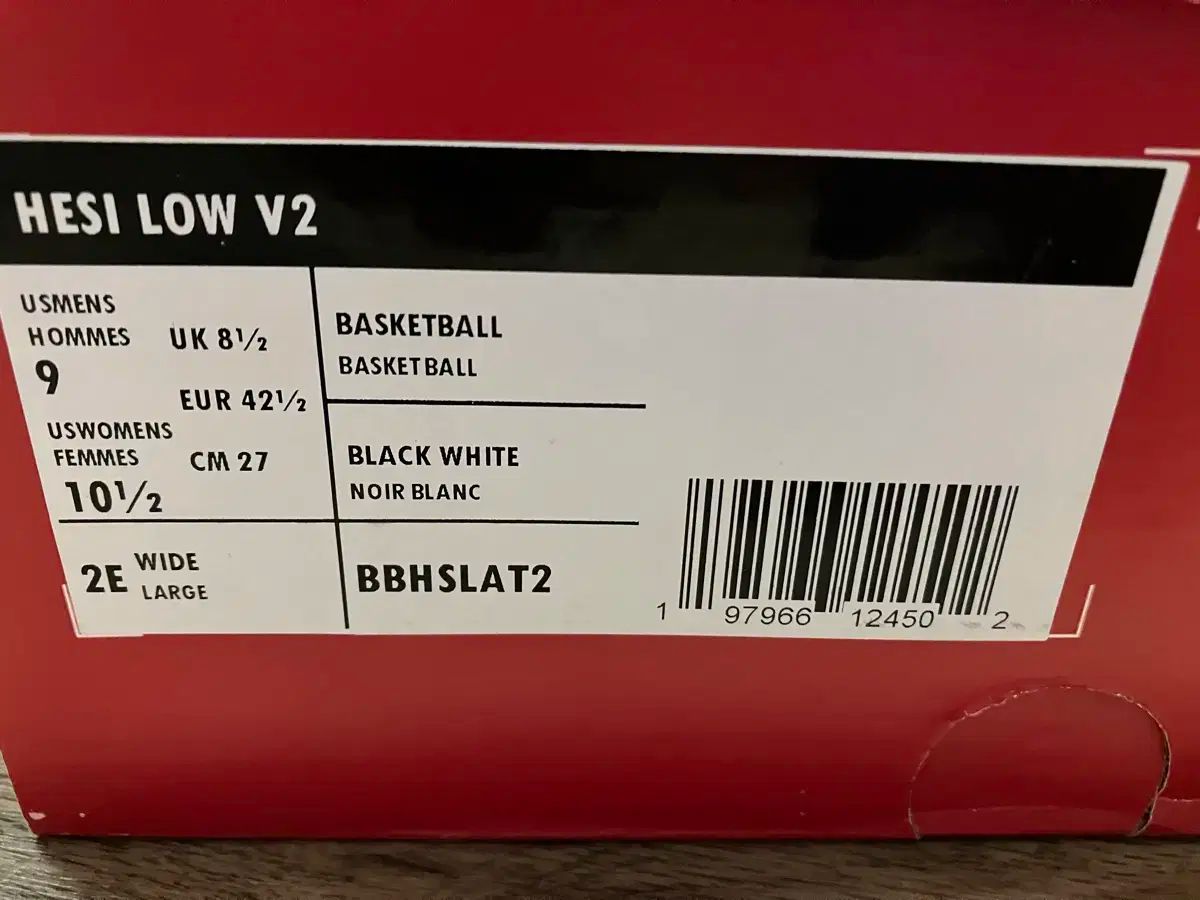 HESI LOW V2
USMENS
HOMMES
9
UK 8½
EUR 42½
USWOMENS
FEMMES
10½
CM 27
2E WIDE
LARGE
BASKETBALL
BASKETBALL
BLACK WHITE
NOIR BLANC
BBHSLAT2
1 97966 12450 2